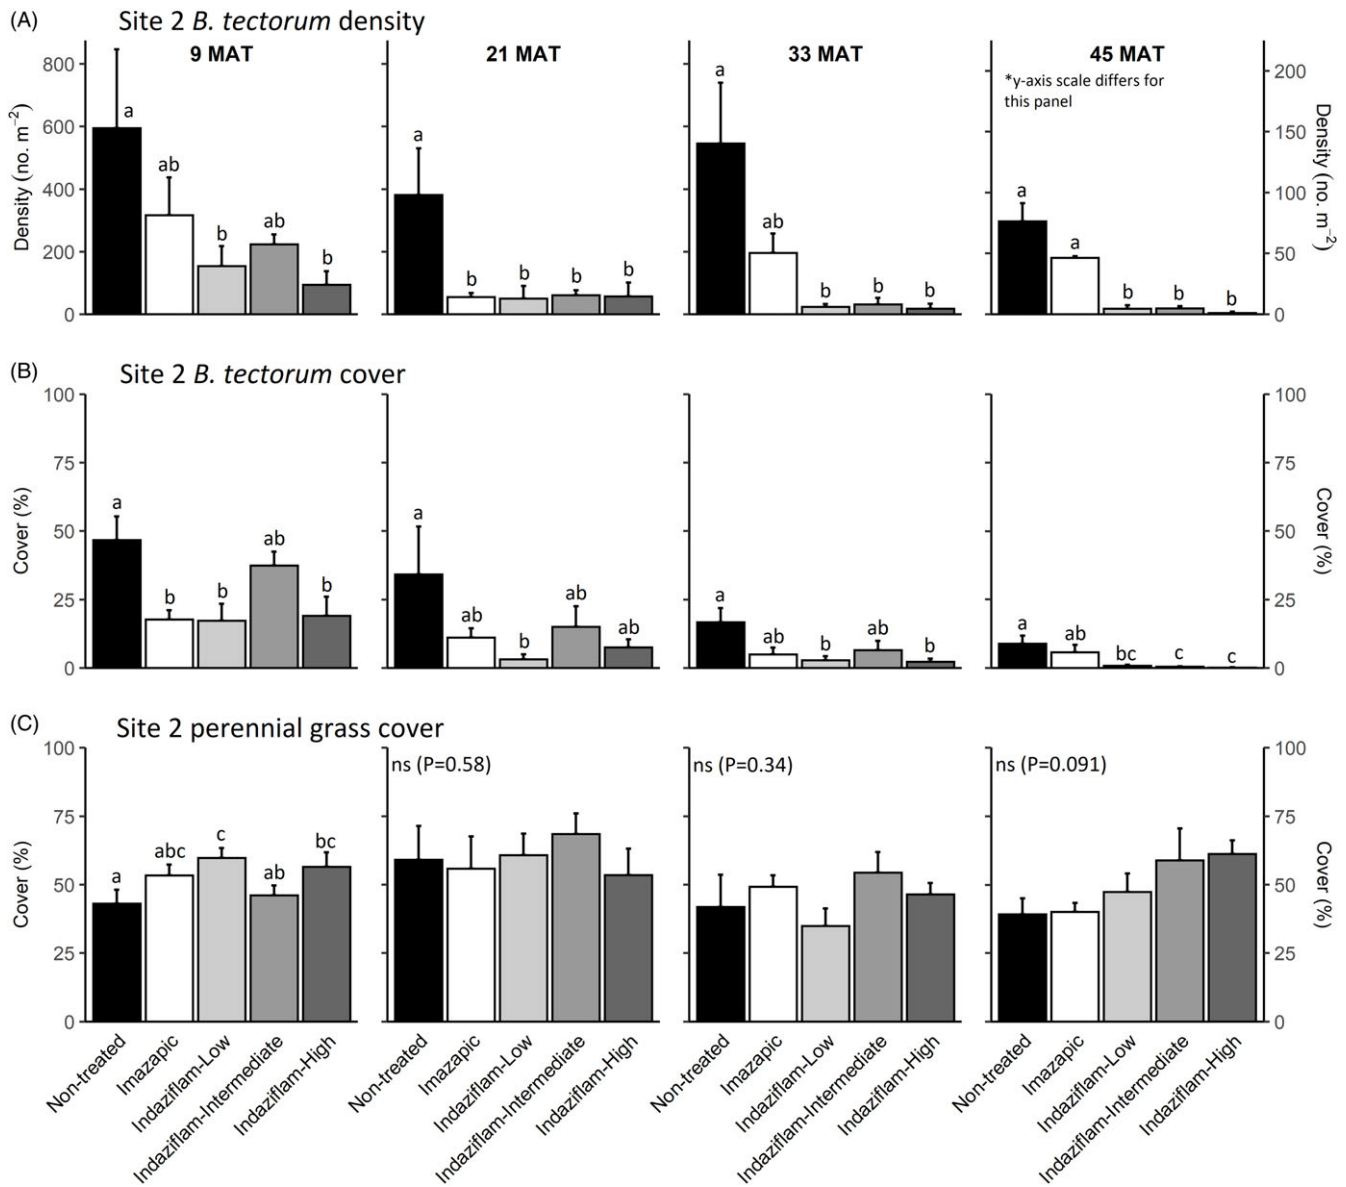 (A) Site 2 B. tectorum density
9 MAT 21 MAT 33 MAT 45 MAT
*y-axis scale differs for
this panel
Density (no. m⁻²)
800
600
400
200
0
a ab b ab b
a b b b b
a ab b b b
a a b b b
200
150
100
50
0
Density (no. m⁻²)
(B) Site 2 B. tectorum cover
Cover (%)
100
75
50
25
0
a b b ab b
a ab b ab ab
a ab b ab b
a ab bc c c
100
75
50
25
0
Cover (%)
(C) Site 2 perennial grass cover
Cover (%)
100
75
50
25
0
a abc c ab bc
ns (P=0.58)
ns (P=0.34)
ns (P=0.091)
100
75
50
25
0
Cover (%)
Non-treated Imazapic Indaziflam-Low Indaziflam-Intermediate Indaziflam-High
Non-treated Imazapic Indaziflam-Low Indaziflam-Intermediate Indaziflam-High
Non-treated Imazapic Indaziflam-Low Indaziflam-Intermediate Indaziflam-High
Non-treated Imazapic Indaziflam-Low Indaziflam-Intermediate Indaziflam-High